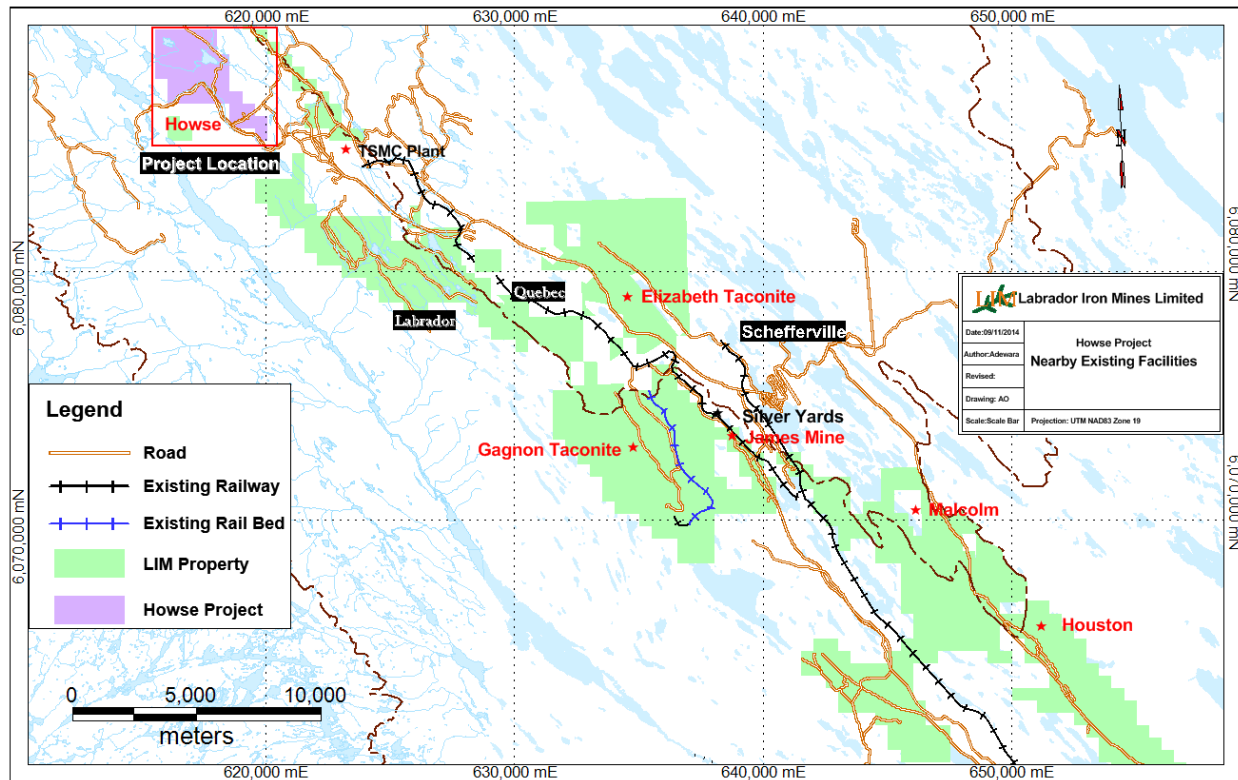 620,000 mE
630,000 mE
640,000 mE
650,000 mE
Howse
Project Location
TSMC Plant
N
6,080,000 mN
6,080,000 mN
Quebec
Labrador
Elizabeth Taconite
Schefferville
LIM Labrador Iron Mines Limited
Date:09/11/2014
Author:Adewara
Revised:
Drawing: AO
Scale:Scale Bar
Howse Project
Nearby Existing Facilities
Projection: UTM NAD83 Zone 19
Legend
Road
Existing Railway
Existing Rail Bed
LIM Property
Howse Project
Silver Yards
James Mine
Gagnon Taconite
Malcolm
6,070,000 mN
6,070,000 mN
Houston
0 5,000 10,000
meters
620,000 mE
630,000 mE
640,000 mE
650,000 mE